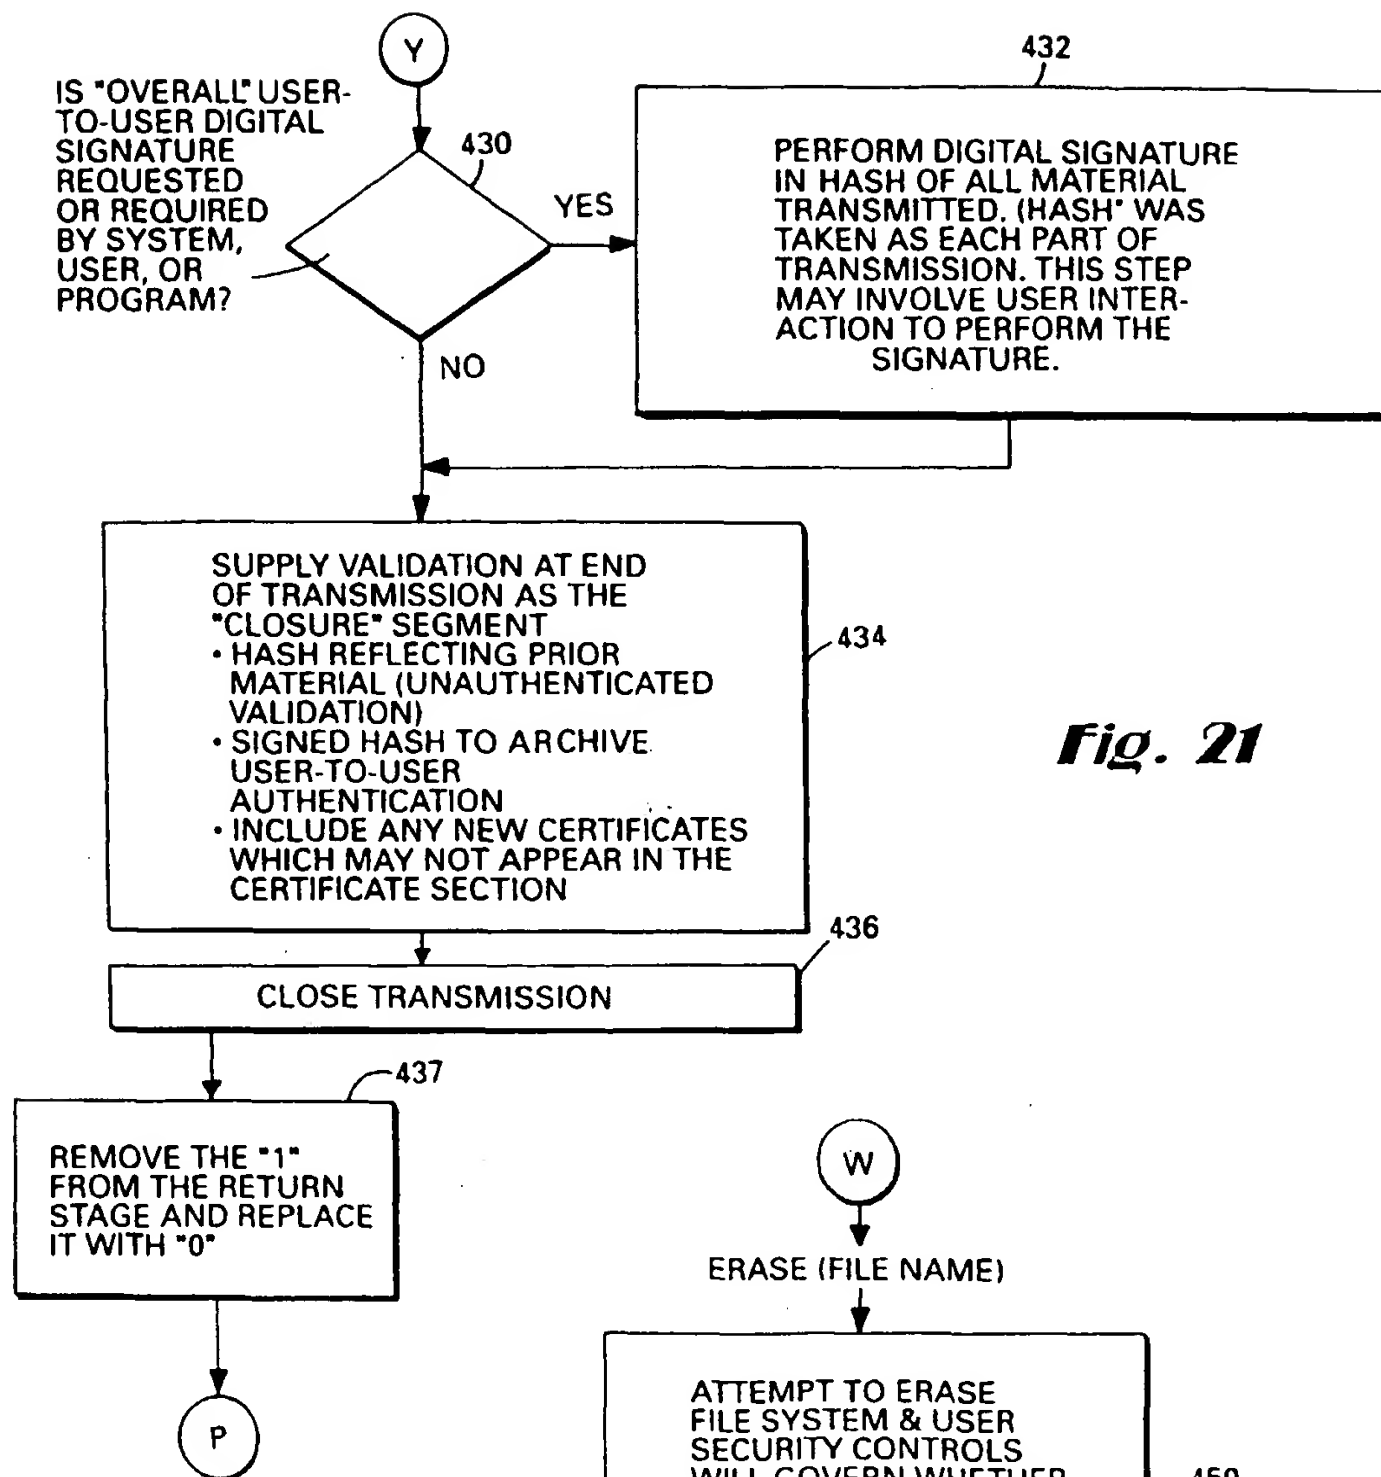 Y
IS "OVERALL" USER-
TO-USER DIGITAL
SIGNATURE
REQUESTED
OR REQUIRED
BY SYSTEM,
USER, OR
PROGRAM?
430
YES
NO
432
PERFORM DIGITAL SIGNATURE
IN HASH OF ALL MATERIAL
TRANSMITTED. (HASH" WAS
TAKEN AS EACH PART OF
TRANSMISSION. THIS STEP
MAY INVOLVE USER INTER-
ACTION TO PERFORM THE
SIGNATURE.
SUPPLY VALIDATION AT END
OF TRANSMISSION AS THE
"CLOSURE" SEGMENT
• HASH REFLECTING PRIOR
MATERIAL (UNAUTHENTICATED
VALIDATION)
• SIGNED HASH TO ARCHIVE
USER-TO-USER
AUTHENTICATION
• INCLUDE ANY NEW CERTIFICATES
WHICH MAY NOT APPEAR IN THE
CERTIFICATE SECTION
434
Fig. 21
436
CLOSE TRANSMISSION
437
REMOVE THE "1"
FROM THE RETURN
STAGE AND REPLACE
IT WITH "0"
P
W
ERASE (FILE NAME)
ATTEMPT TO ERASE
FILE SYSTEM & USER
SECURITY CONTROLS
WILL GOVERN WHETHER